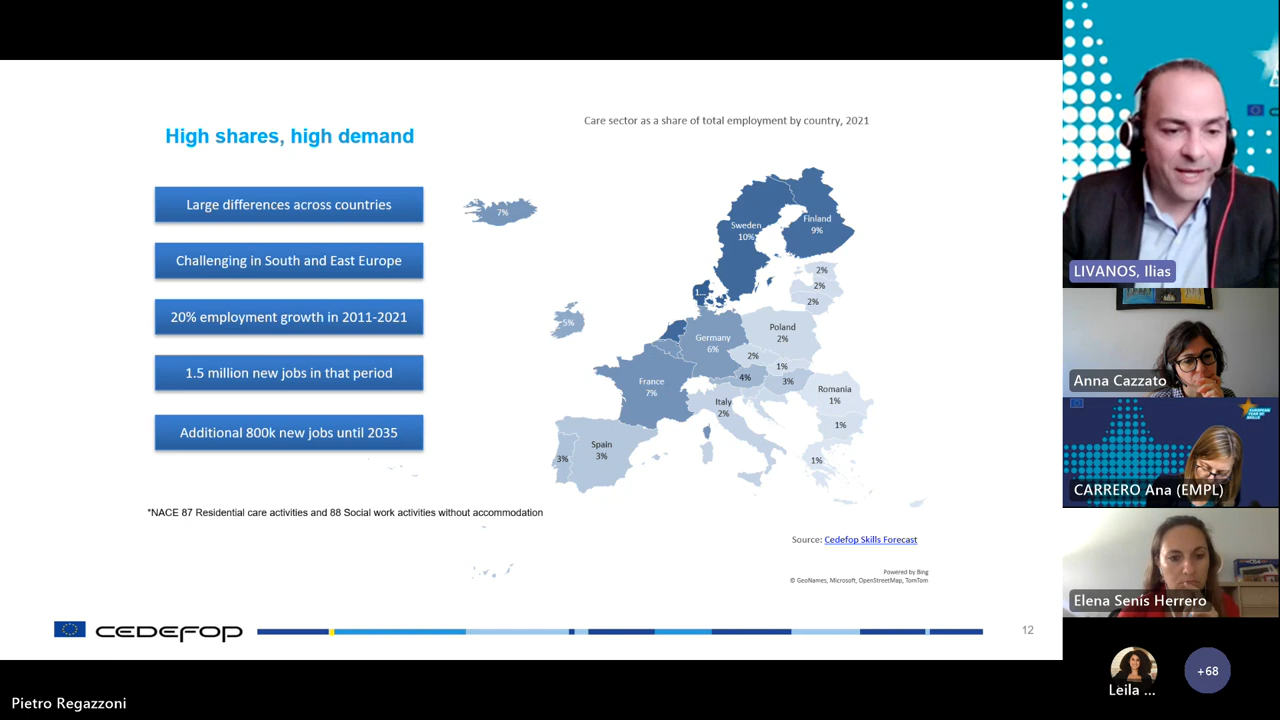 High shares, high demand
Large differences across countries
Challenging in South and East Europe
20% employment growth in 2011-2021
1.5 million new jobs in that period
Additional 800k new jobs until 2035
*NACE 87 Residential care activities and 88 Social work activities without accommodation
Care sector as a share of total employment by country, 2021
7%
Sweden
10%
Finland
9%
2%
2%
2%
1...
5%
Poland
2%
Germany
6%
2%
1%
4%
3%
France
7%
Romania
1%
Italy
2%
1%
Spain
3%
3%
1%
Source: Cedefop Skills Forecast
Powered by Bing
© GeoNames, Microsoft, OpenStreetMap, TomTom
CEDEFOP
12
LIVANOS, Ilias
Anna Cazzato
EUROPEAN
YEAR OF
SKILLS
CARRERO Ana (EMPL)
Elena Senís Herrero
Leila ...
+68
Pietro Regazzoni